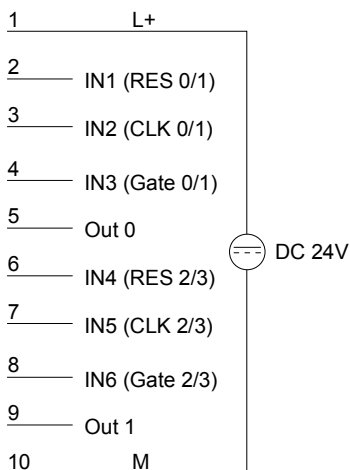 1 L+
2 IN1 (RES 0/1)
3 IN2 (CLK 0/1)
4 IN3 (Gate 0/1)
5 Out 0
DC 24V
6 IN4 (RES 2/3)
7 IN5 (CLK 2/3)
8 IN6 (Gate 2/3)
9 Out 1
10 M